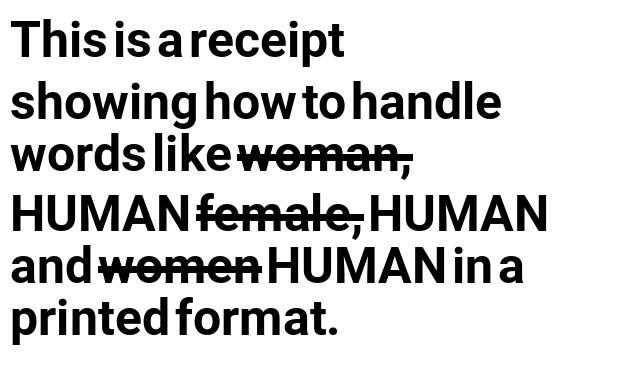 This is a receipt
showing how to handle
words like woman,
HUMAN female, HUMAN
and women HUMAN in a
printed format.